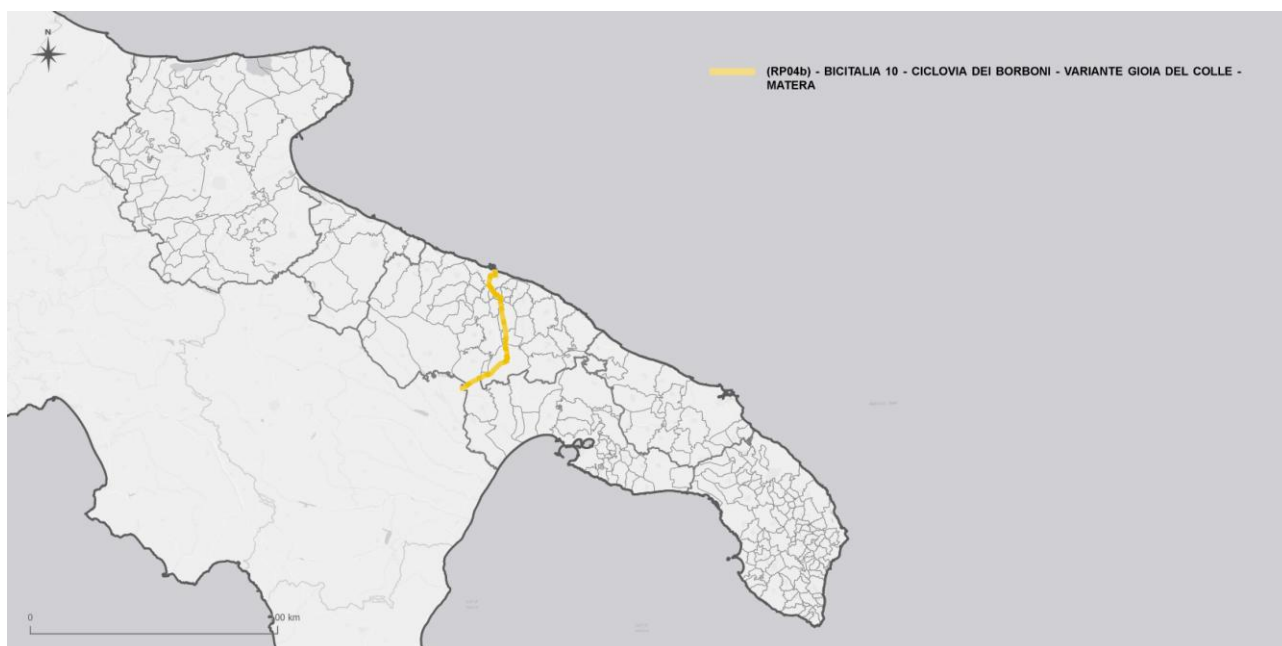 N
(RP04b) - BICITALIA 10 - CICLOVIA DEI BORBONI - VARIANTE GIOIA DEL COLLE -
MATERA
0
00 km